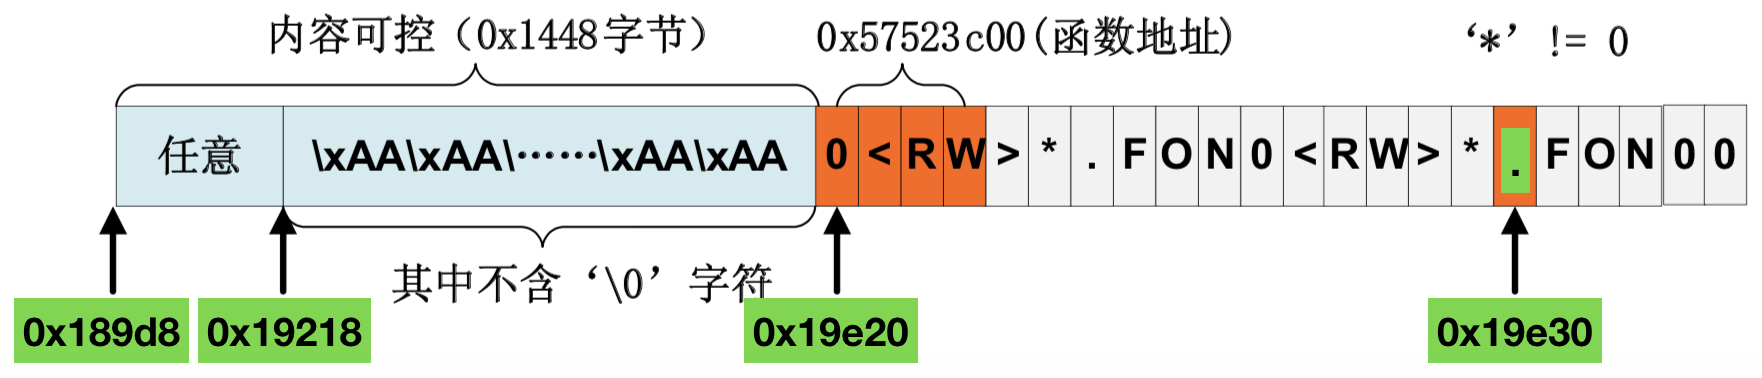 内容可控（0x1448字节）
0x57523c00(函数地址)
‘*’ != 0
任意 \xAA\xAA\······\xAA\xAA 0 < R W > * . F O N 0 < R W > * . F O N 0 0
其中不含‘\0’字符
0x189d8 0x19218 0x19e20 0x19e30